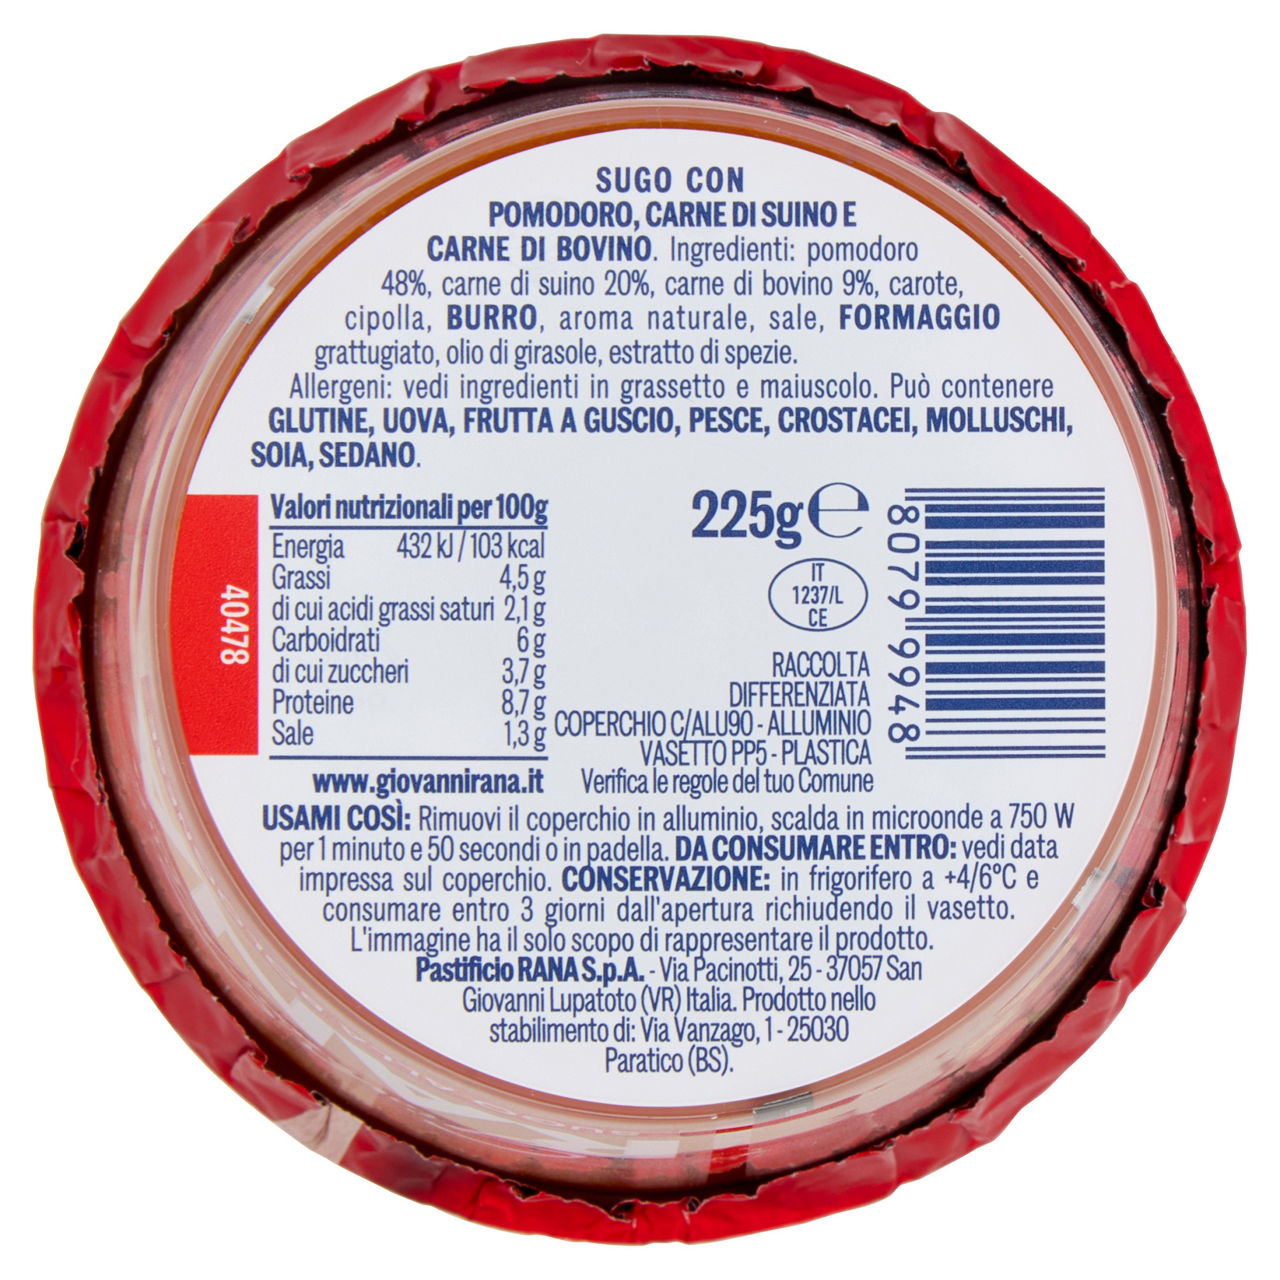 SUGO CON
POMODORO, CARNE DI SUINO E
CARNE DI BOVINO. Ingredienti: pomodoro
48%, carne di suino 20%, carne di bovino 9%, carote,
cipolla, BURRO, aroma naturale, sale, FORMAGGIO
grattugiato, olio di girasole, estratto di spezie.
Allergeni: vedi ingredienti in grassetto e maiuscolo. Può contenere
GLUTINE, UOVA, FRUTTA A GUSCIO, PESCE, CROSTACEI, MOLLUSCHI,
SOIA, SEDANO.
40478
Valori nutrizionali per 100g
Energia 432 kJ / 103 kcal
Grassi 4,5 g
di cui acidi grassi saturi 2,1 g
Carboidrati 6 g
di cui zuccheri 3,7 g
Proteine 8,7 g
Sale 1,3 g
www.giovannirana.it
225g ℮
IT
1237/L
CE
RACCOLTA
DIFFERENZIATA
COPERCHIO C/ALU90 - ALLUMINIO
VASETTO PP5 - PLASTICA
Verifica le regole del tuo Comune
8079 9948
USAMI COSÌ: Rimuovi il coperchio in alluminio, scalda in microonde a 750 W
per 1 minuto e 50 secondi o in padella. DA CONSUMARE ENTRO: vedi data
impressa sul coperchio. CONSERVAZIONE: in frigorifero a +4/6°C e
consumare entro 3 giorni dall'apertura richiudendo il vasetto.
L'immagine ha il solo scopo di rappresentare il prodotto.
Pastificio RANA S.p.A. - Via Pacinotti, 25 - 37057 San
Giovanni Lupatoto (VR) Italia. Prodotto nello
stabilimento di: Via Vanzago, 1 - 25030
Paratico (BS).